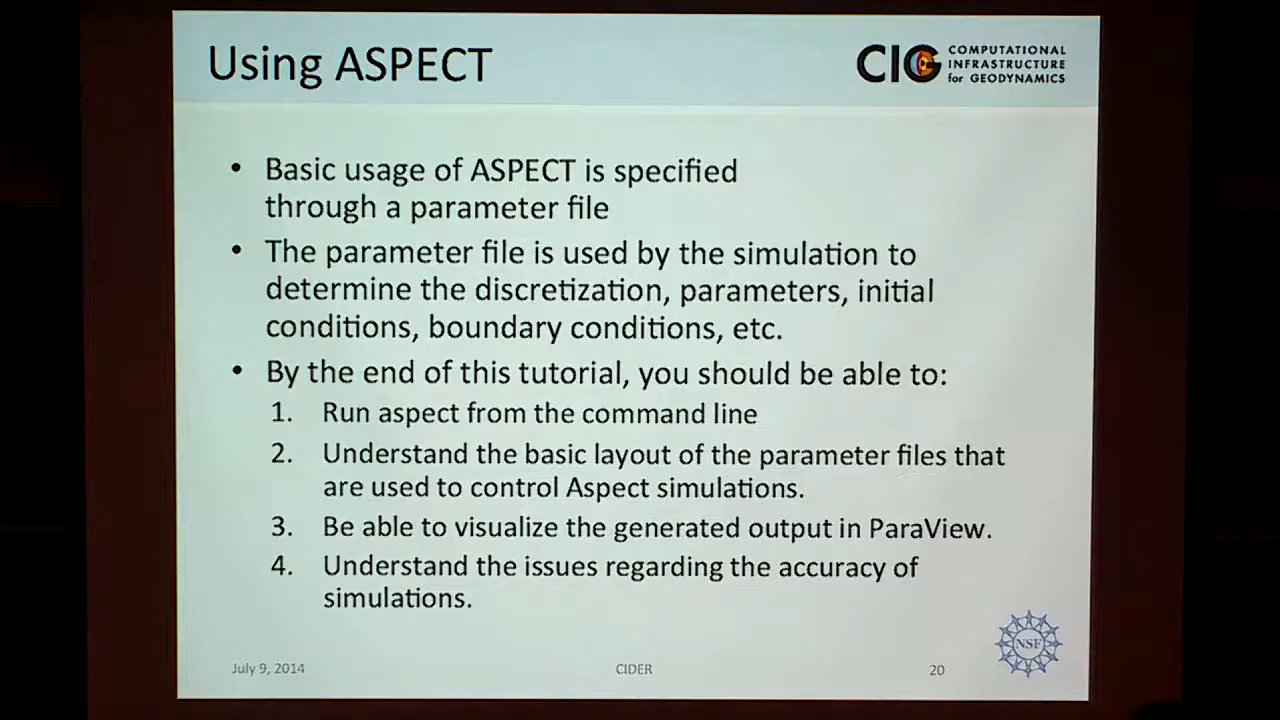 Using ASPECT
CIG COMPUTATIONAL
INFRASTRUCTURE
for GEODYNAMICS
• Basic usage of ASPECT is specified
through a parameter file
• The parameter file is used by the simulation to
determine the discretization, parameters, initial
conditions, boundary conditions, etc.
• By the end of this tutorial, you should be able to:
1. Run aspect from the command line
2. Understand the basic layout of the parameter files that
are used to control Aspect simulations.
3. Be able to visualize the generated output in ParaView.
4. Understand the issues regarding the accuracy of
simulations.
NSF
July 9, 2014
CIDER
20